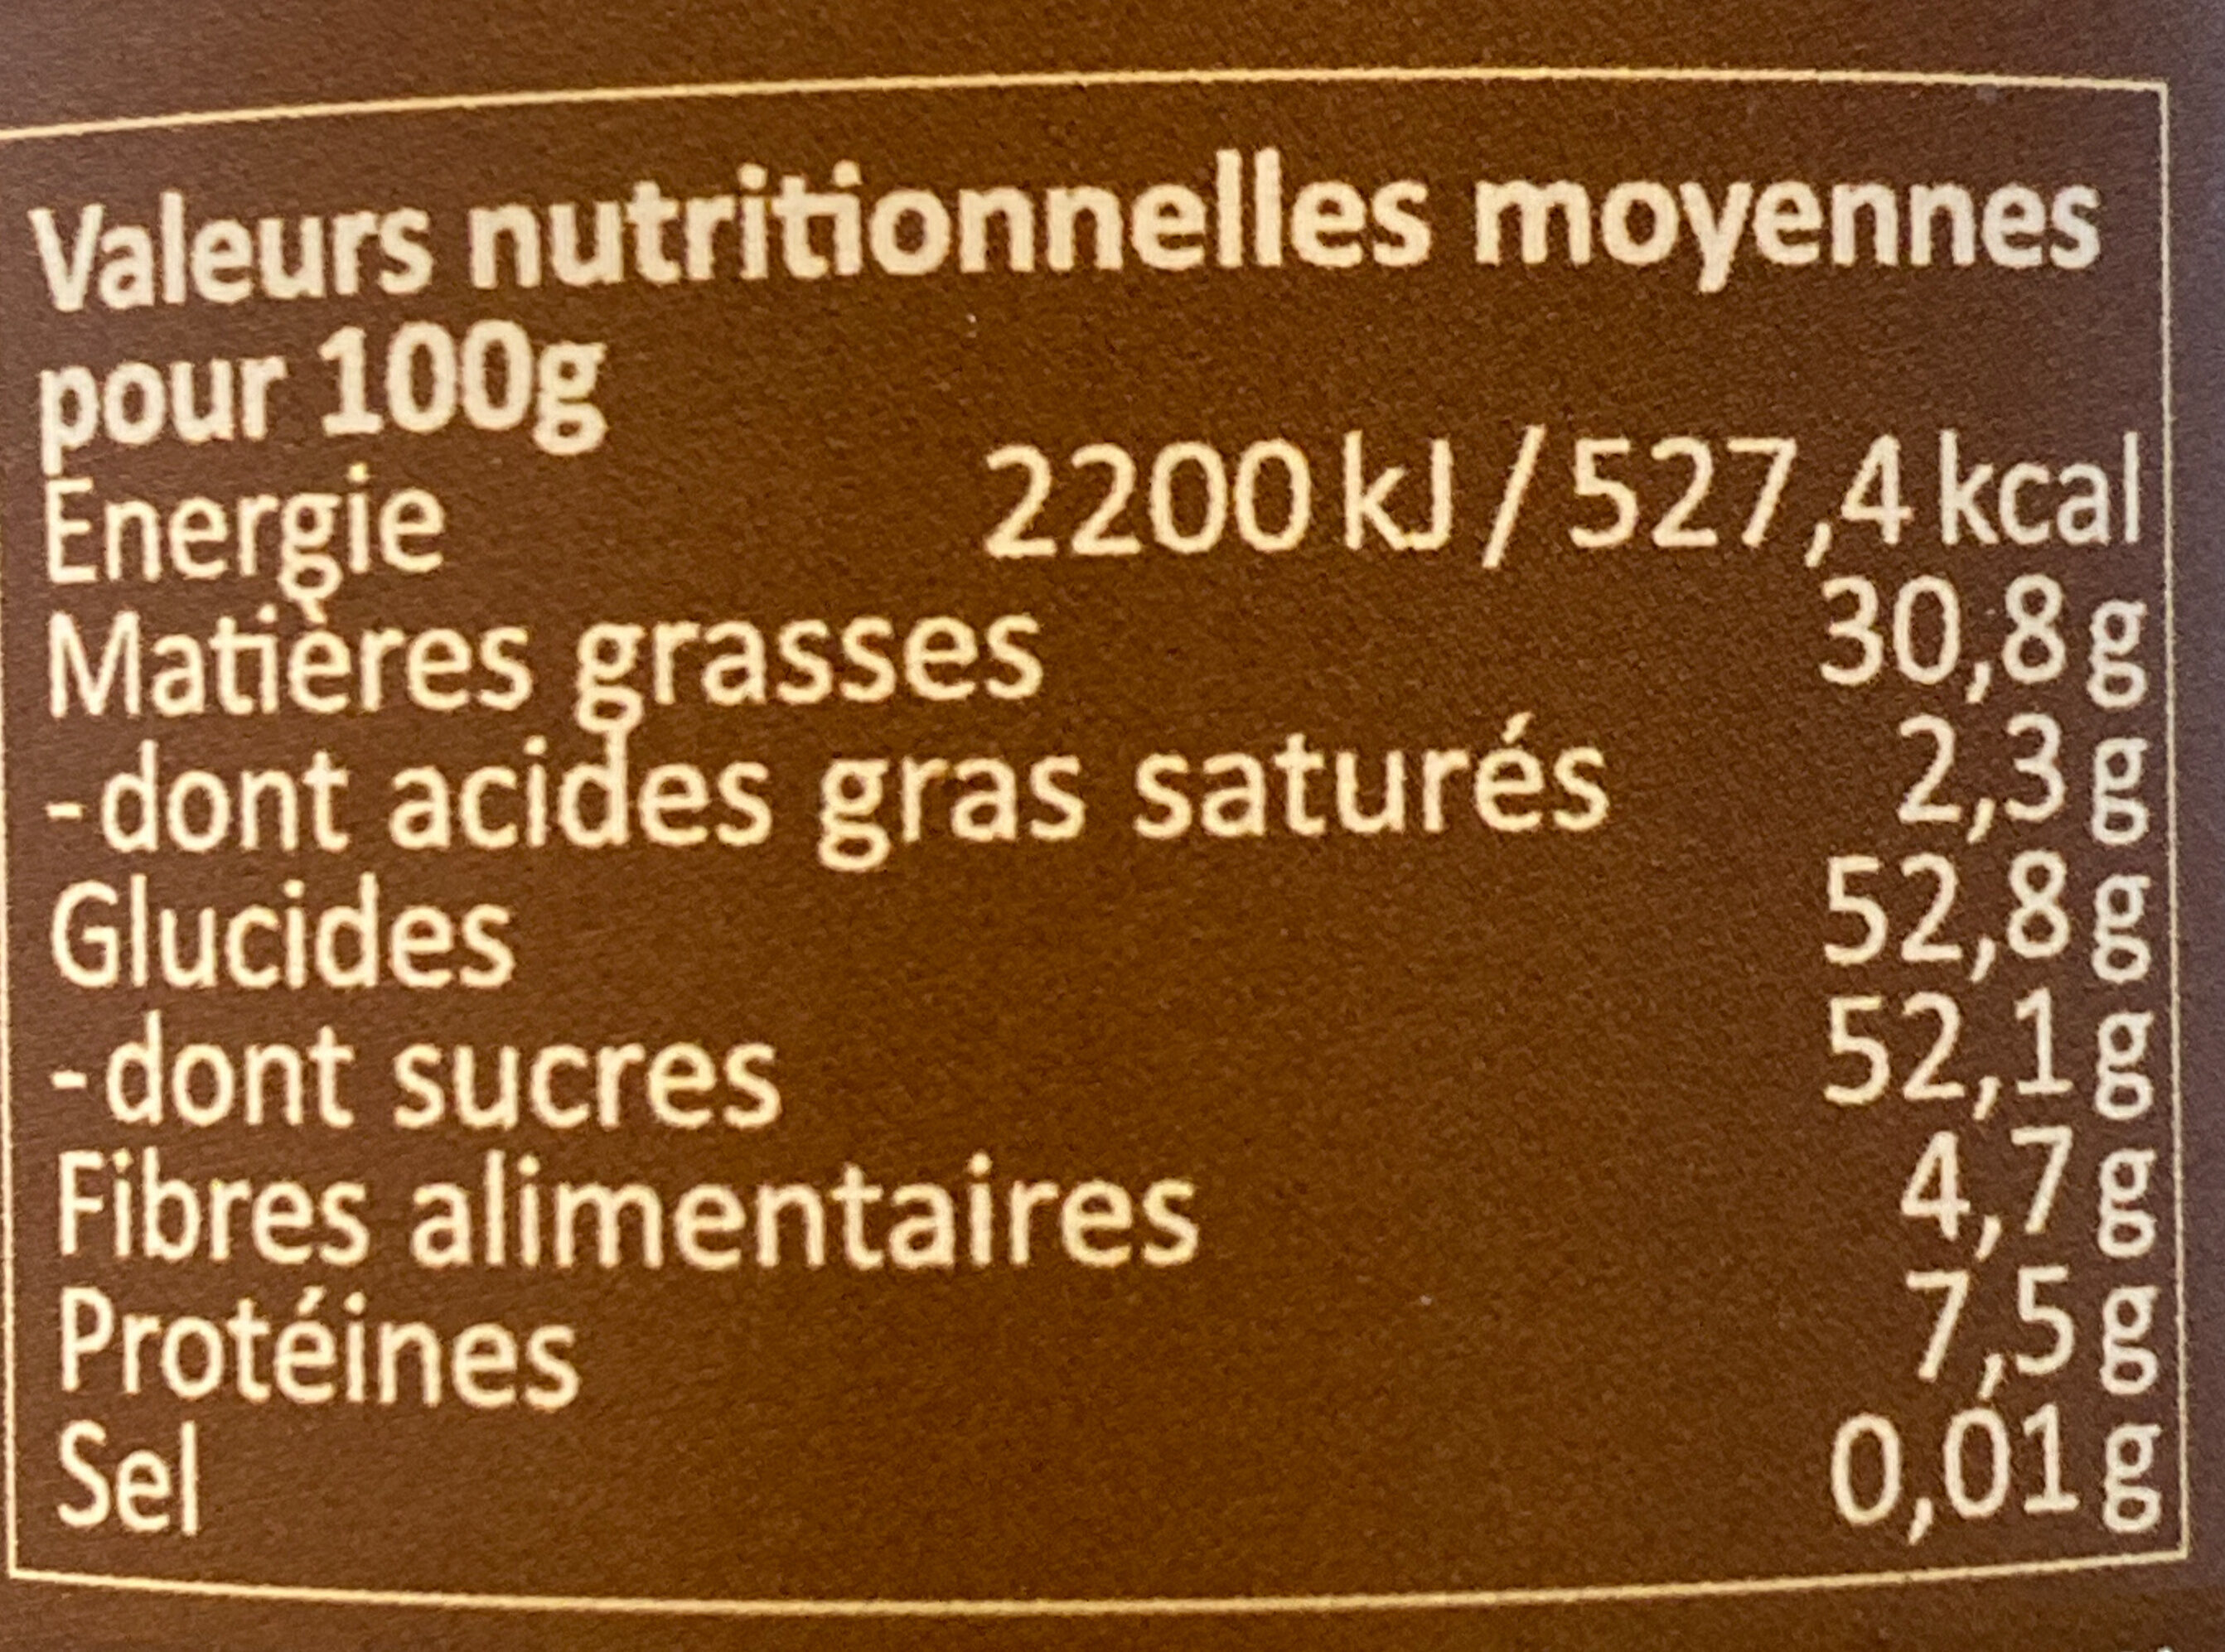 Valeurs nutritionnelles moyennes
pour 100g
Energie 2200 kJ / 527,4 kcal
Matières grasses 30,8 g
- dont acides gras saturés 2,3 g
Glucides 52,8 g
- dont sucres 52,1 g
Fibres alimentaires 4,7 g
Protéines 7,5 g
Sel 0,01 g